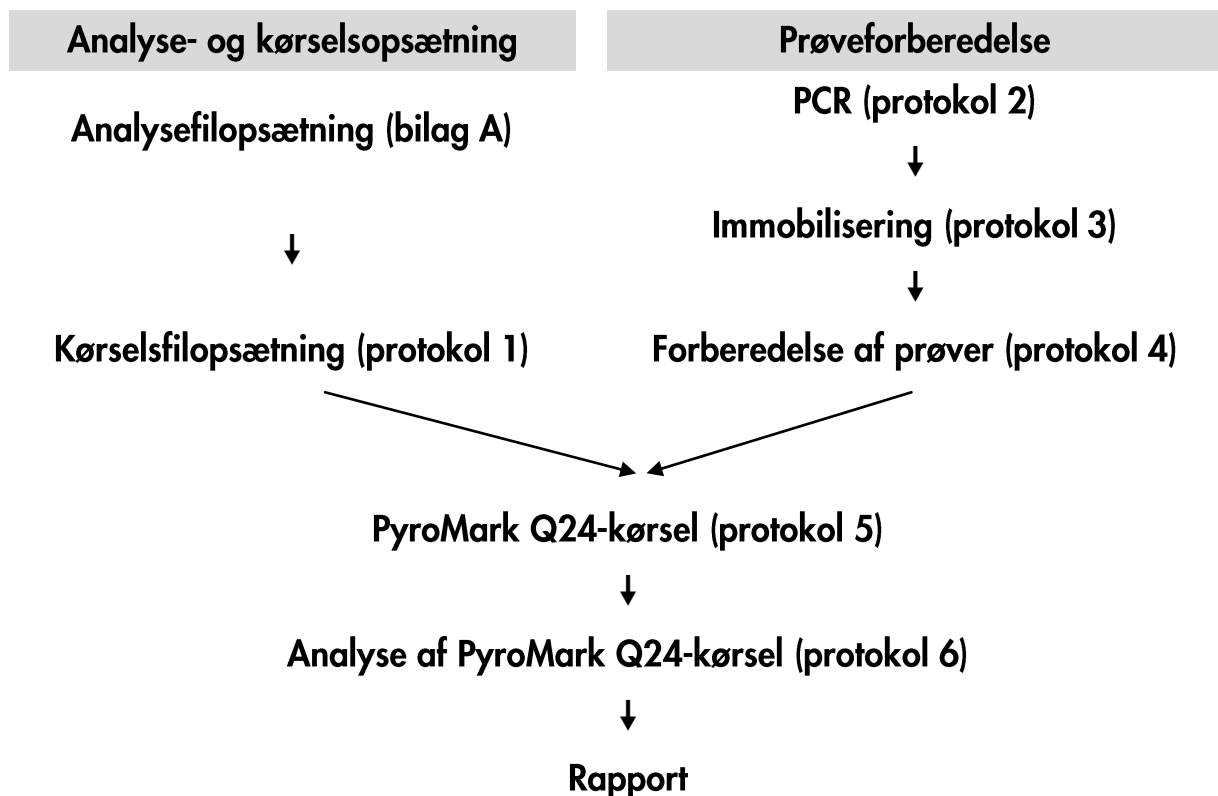 Analyse- og kørselsopsætning
Analysefilopsætning (bilag A)
Kørselsfilopsætning (protokol 1)
Prøveforberedelse
PCR (protokol 2)
Immobilisering (protokol 3)
Forberedelse af prøver (protokol 4)
PyroMark Q24-kørsel (protokol 5)
Analyse af PyroMark Q24-kørsel (protokol 6)
Rapport